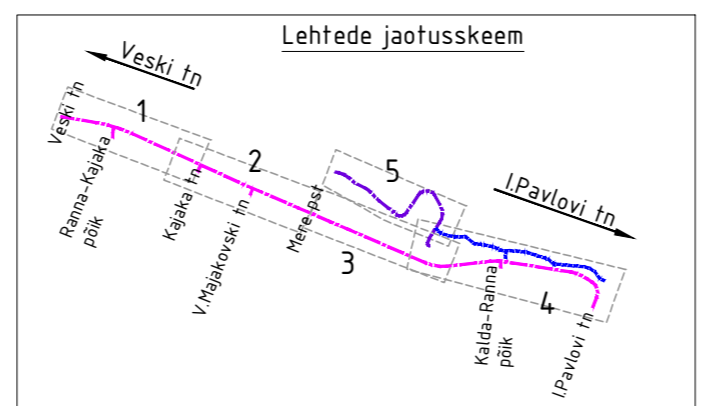 Lehtede jaotusskeem
Veski tn
Veski tn
1
Ranna-Kajaka
põik
Kajaka tn
2
V.Majakovski tn
Mere pst
3
5
I.Pavlovi tn
Kalda-Ranna
põik
4
I.Pavlovi tn